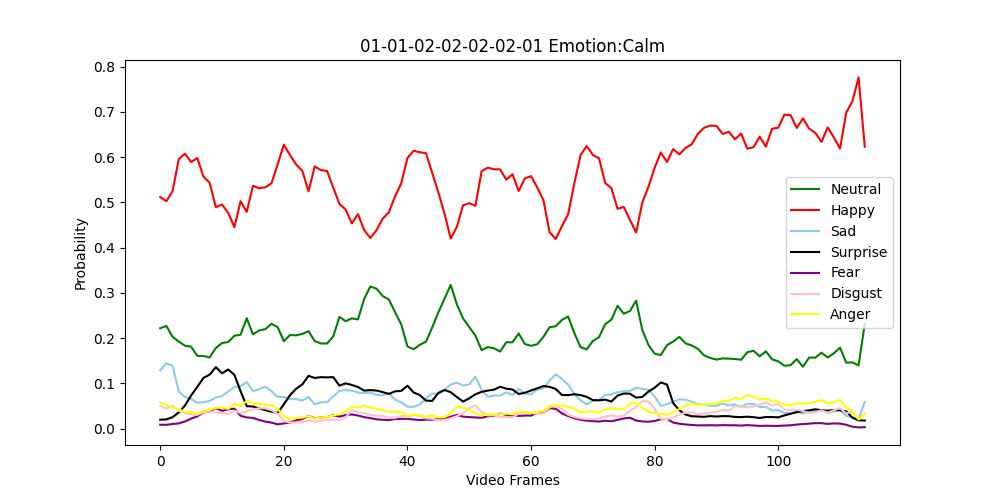 01-01-02-02-02-02-01 Emotion:Calm
Probability
0.8
0.7
0.6
0.5
0.4
0.3
0.2
0.1
0.0
Neutral
Happy
Sad
Surprise
Fear
Disgust
Anger
0 20 40 60 80 100
Video Frames